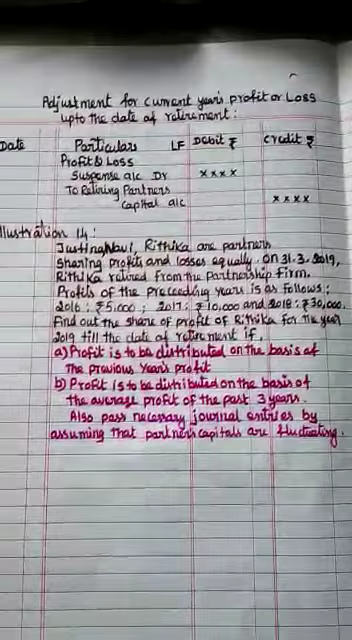 Adjustment for current years profit or Loss
upto the date of retirement:
Date Particulars LF Debit ₹ Credit ₹
Profit & Loss
Suspense a/c Dr xxxx
To Retiring Partners
Capital a/c xxxx
llustration 14:
Justina, Navi, Rithika are partners
Sharing profits and losses equally. on 31.3.2019,
Rithika retired from the Partnership firm.
Profits of the preceeding years is as follows:
2016: ₹5,000; 2017: ₹10,000 and 2018: ₹30,000.
Find out the share of profit of Rithika for the year
2019 till the date of retirement if,
a) Profit is to be distributed on the basis of
the previous years profit
b) Profit is to be distributed on the basis of
the average profit of the past 3 years.
Also pass necessary journal entries by
assuming that partners capitals are fluctuating.